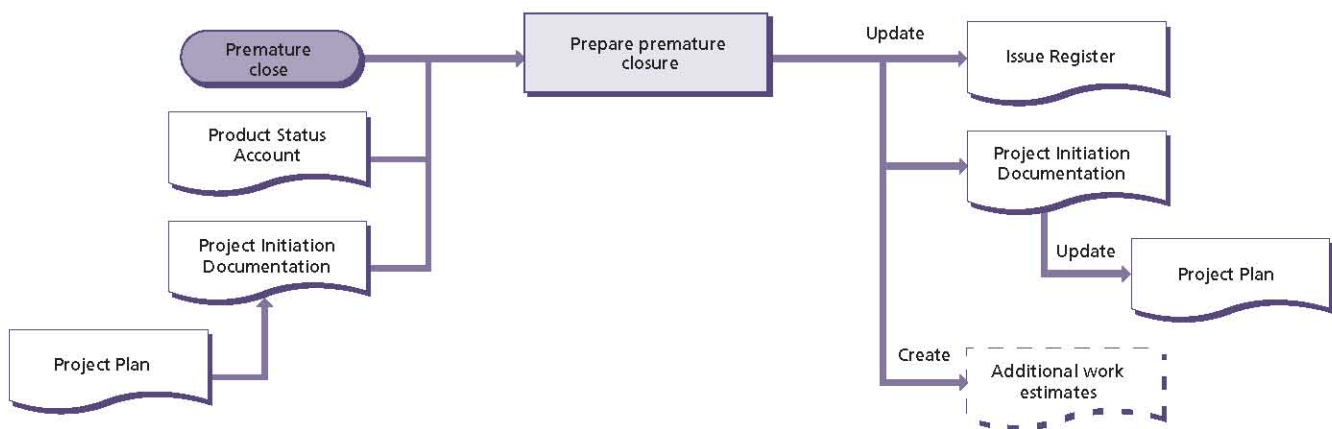 Premature
close
Prepare premature
closure
Update
Issue Register
Product Status
Account
Project Initiation
Documentation
Project Initiation
Documentation
Update
Project Plan
Project Plan
Create
Additional work
estimates